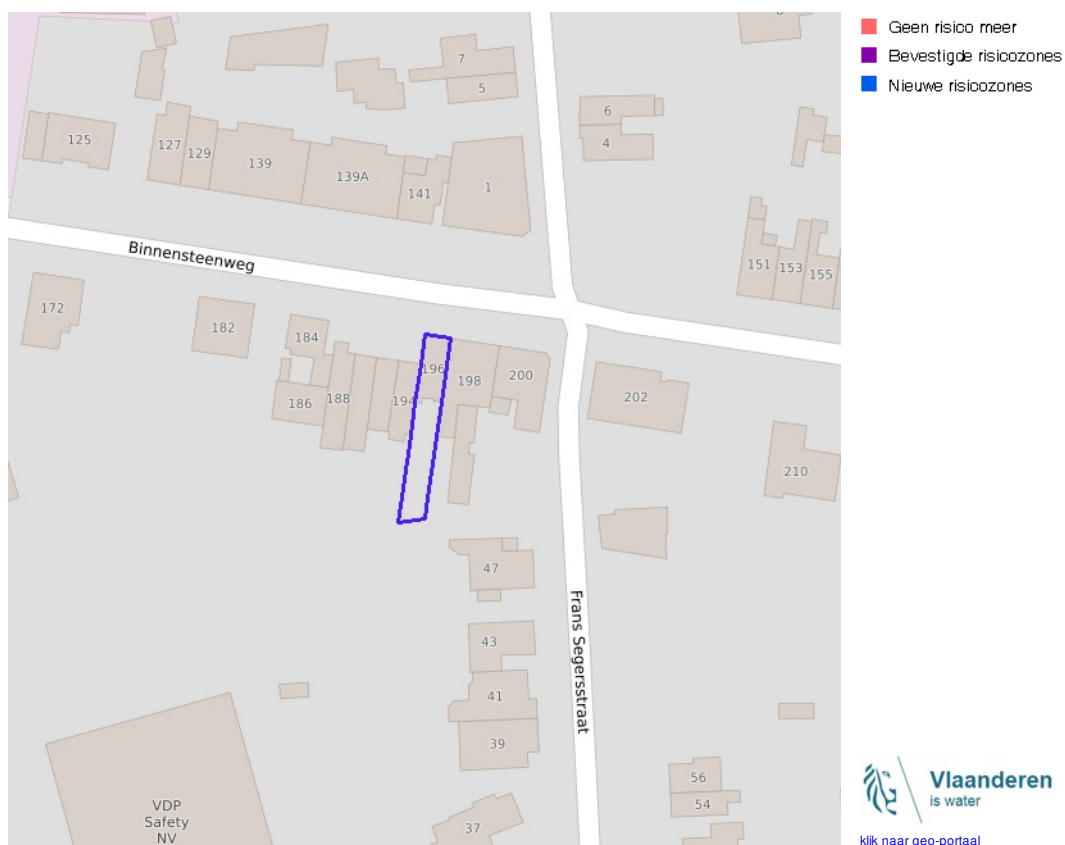 Geen risico meer
Bevestigde risicozones
Nieuwe risicozones
7
5
6
4
125
127
129
139
139A
141
1
Binnensteenweg
151
153
155
172
182
184
186
188
194
196
198
200
202
210
47
43
41
39
37
Frans Segersstraat
56
54
VDP
Safety
NV
Vlaanderen
is water
klik naar geo-portaal